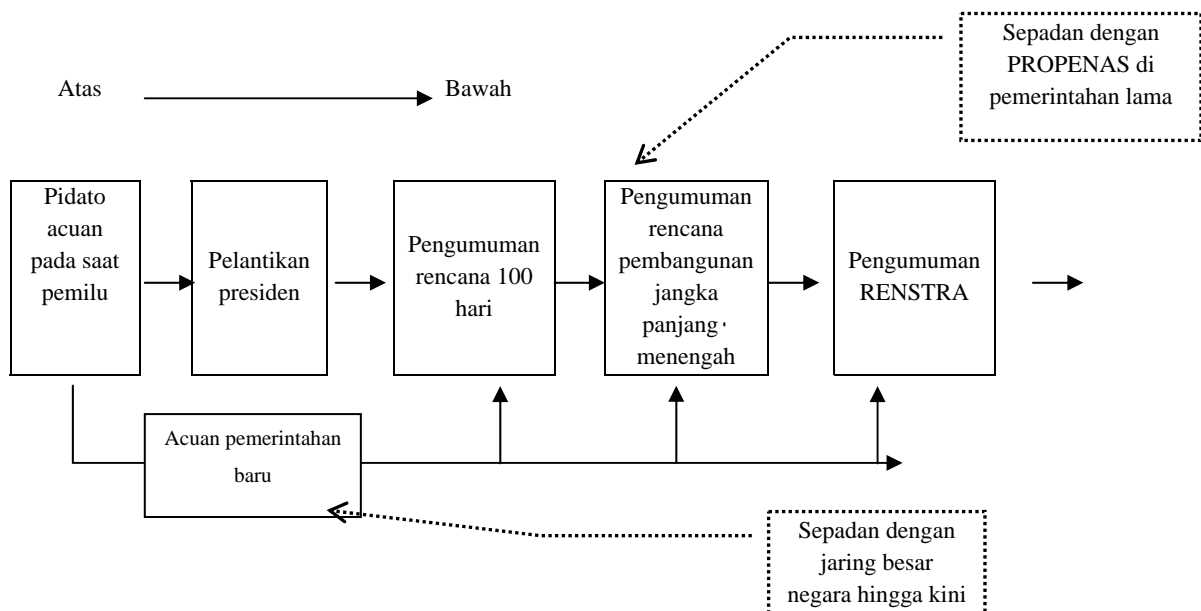 Sepadan dengan
PROPENAS di
pemerintahan lama
Atas
Bawah
Pidato
acuan
pada saat
pemilu
Pelantikan
presiden
Pengumuman
rencana 100
hari
Pengumuman
rencana
pembangunan
jangka
panjang·
menengah
Pengumuman
RENSTRA
Acuan pemerintahan
baru
Sepadan dengan
jaring besar
negara hingga kini